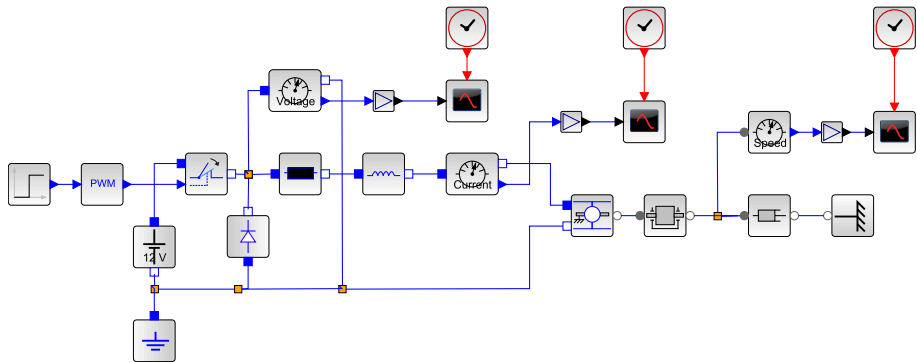 Voltage
Speed
PWM
Current
12 V